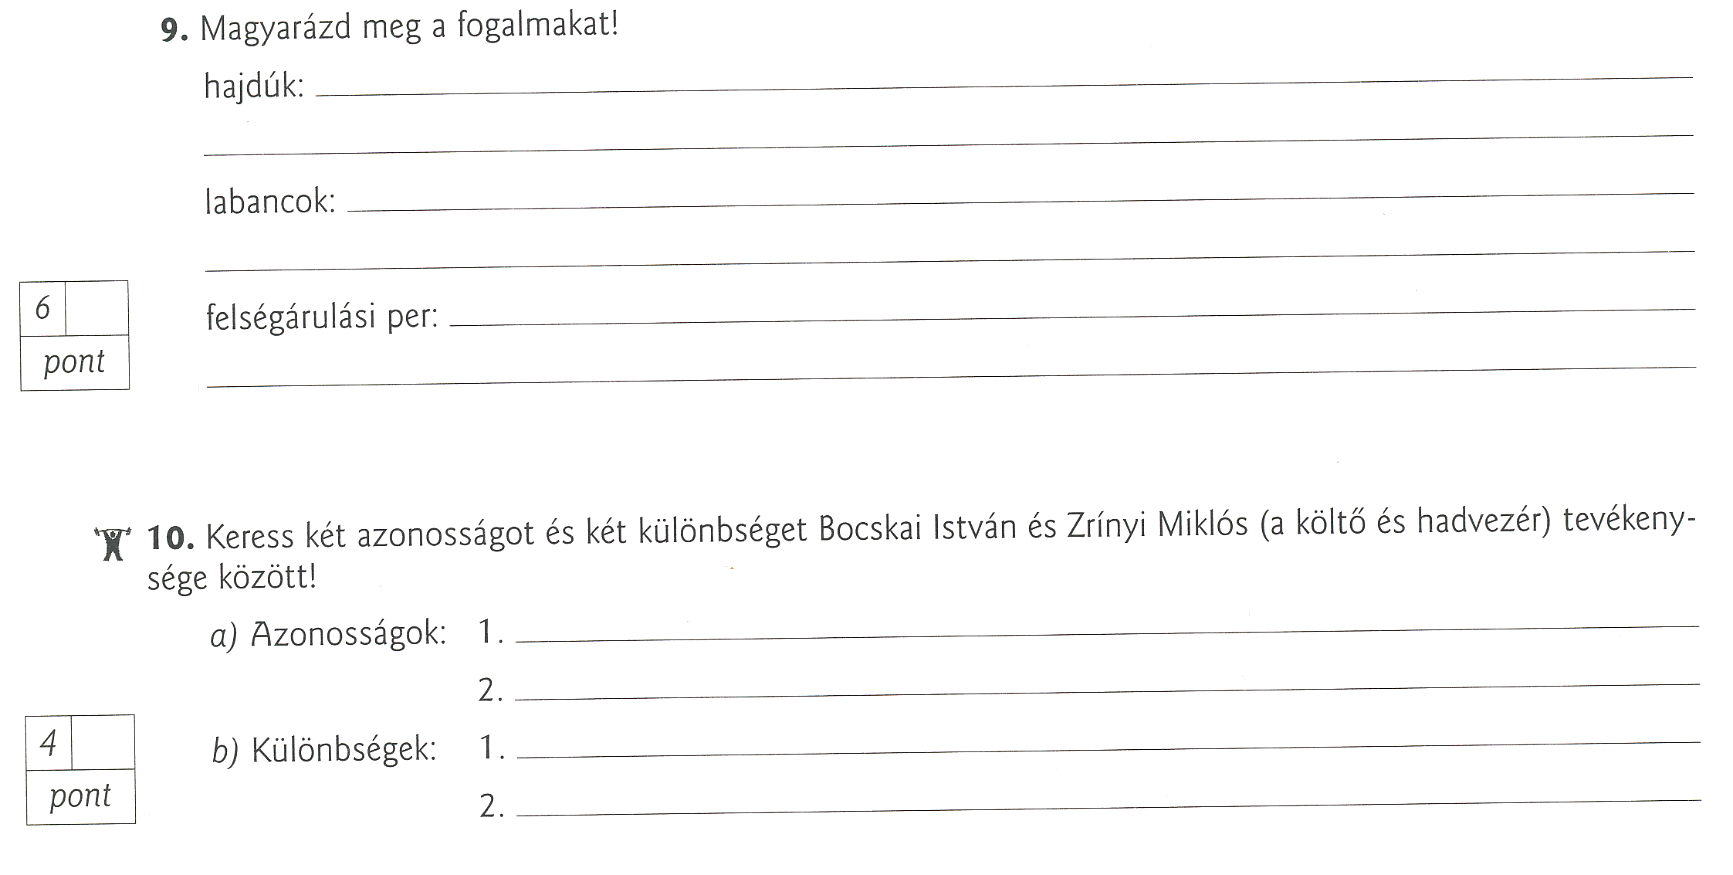 9. Magyarázd meg a fogalmakat!
hajdúk:
labancok:
felségárulási per:
6
pont
10. Keress két azonosságot és két különbséget Bocskai István és Zrínyi Miklós (a költő és hadvezér) tevékeny-
sége között!
a) Azonosságok: 1.
2.
b) Különbségek: 1.
2.
4
pont